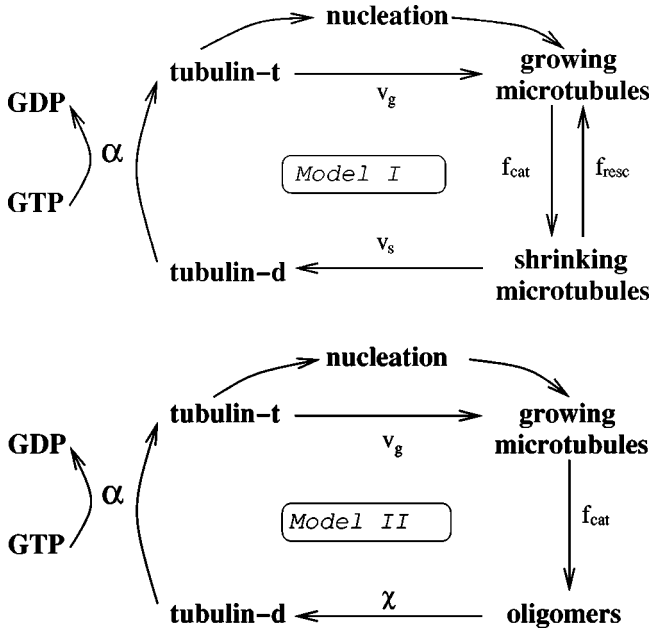 nucleation
tubulin-t
growing
microtubules
v_g
GDP
α
GTP
Model I
f_cat
f_resc
tubulin-d
v_s
shrinking
microtubules
nucleation
tubulin-t
growing
microtubules
v_g
GDP
α
GTP
Model II
f_cat
tubulin-d
χ
oligomers